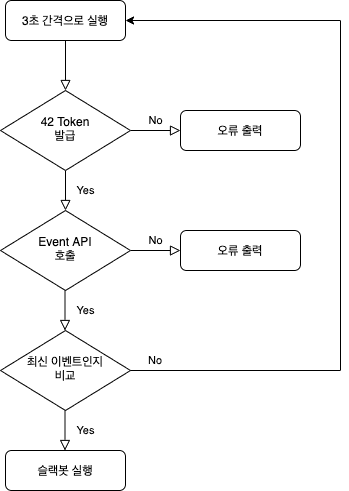 3초 간격으로 실행
42 Token
발급
No
오류 출력
Yes
Event API
호출
No
오류 출력
Yes
최신 이벤트인지
비교
No
Yes
슬랙봇 실행